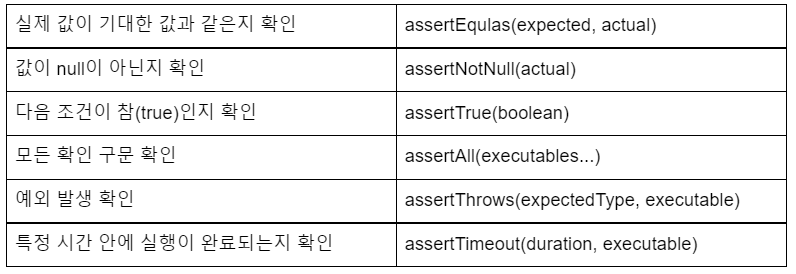 실제 값이 기대한 값과 같은지 확인 assertEqulas(expected, actual)
값이 null이 아닌지 확인 assertNotNull(actual)
다음 조건이 참(true)인지 확인 assertTrue(boolean)
모든 확인 구문 확인 assertAll(executables...)
예외 발생 확인 assertThrows(expectedType, executable)
특정 시간 안에 실행이 완료되는지 확인 assertTimeout(duration, executable)